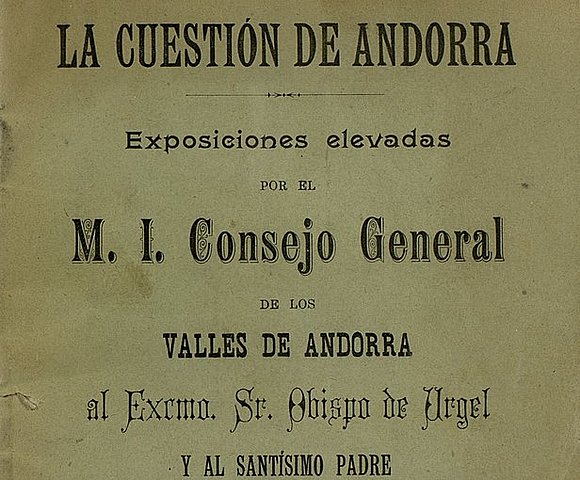 LA CUESTIÓN DE ANDORRA
Exposiciones elevadas
POR EL
M. I. Consejo General
DE LOS
VALLES DE ANDORRA
al Excmo. Sr. Obispo de Urgel
Y AL SANTÍSIMO PADRE